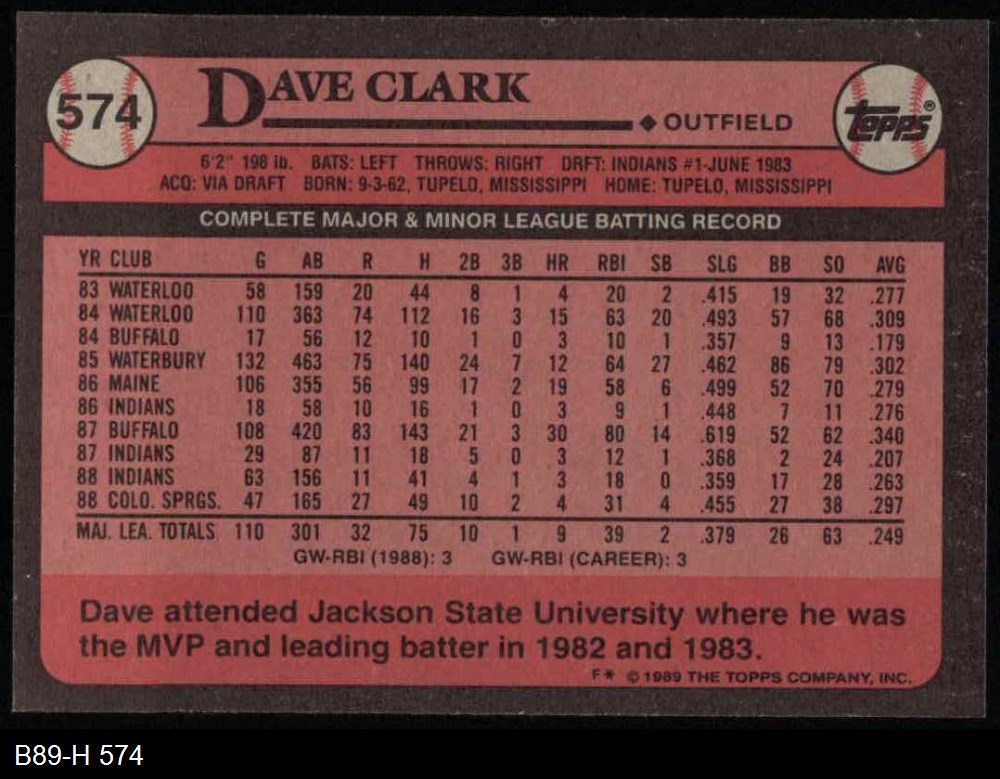 574
DAVE CLARK
◆ OUTFIELD
TOPPS®
6'2" 198 lb. BATS: LEFT THROWS: RIGHT DRFT: INDIANS #1-JUNE 1983
ACQ: VIA DRAFT BORN: 9-3-62, TUPELO, MISSISSIPPI HOME: TUPELO, MISSISSIPPI
COMPLETE MAJOR & MINOR LEAGUE BATTING RECORD
YR CLUB G AB R H 2B 3B HR RBI SB SLG BB SO AVG
83 WATERLOO 58 159 20 44 8 1 4 20 2 .415 19 32 .277
84 WATERLOO 110 363 74 112 16 3 15 63 20 .493 57 68 .309
84 BUFFALO 17 56 12 10 1 0 3 10 1 .357 9 13 .179
85 WATERBURY 132 463 75 140 24 7 12 64 27 .462 86 79 .302
86 MAINE 106 355 56 99 17 2 19 58 6 .499 52 70 .279
86 INDIANS 18 58 10 16 1 0 3 9 1 .448 7 11 .276
87 BUFFALO 108 420 83 143 21 3 30 80 14 .619 52 62 .340
87 INDIANS 29 87 11 18 5 0 3 12 1 .368 2 24 .207
88 INDIANS 63 156 11 41 4 1 3 18 0 .359 17 28 .263
88 COLO. SPRGS. 47 165 27 49 10 2 4 31 4 .455 27 38 .297
MAJ. LEA. TOTALS 110 301 32 75 10 1 9 39 2 .379 26 63 .249
GW-RBI (1988): 3 GW-RBI (CAREER): 3
Dave attended Jackson State University where he was
the MVP and leading batter in 1982 and 1983.
F* © 1989 THE TOPPS COMPANY, INC.
B89-H 574